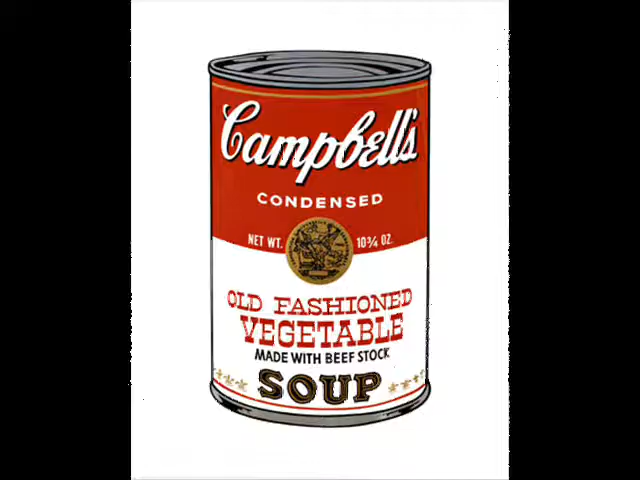 Campbell's
CONDENSED
NET WT. 10¾ OZ.
OLD FASHIONED
VEGETABLE
MADE WITH BEEF STOCK
SOUP